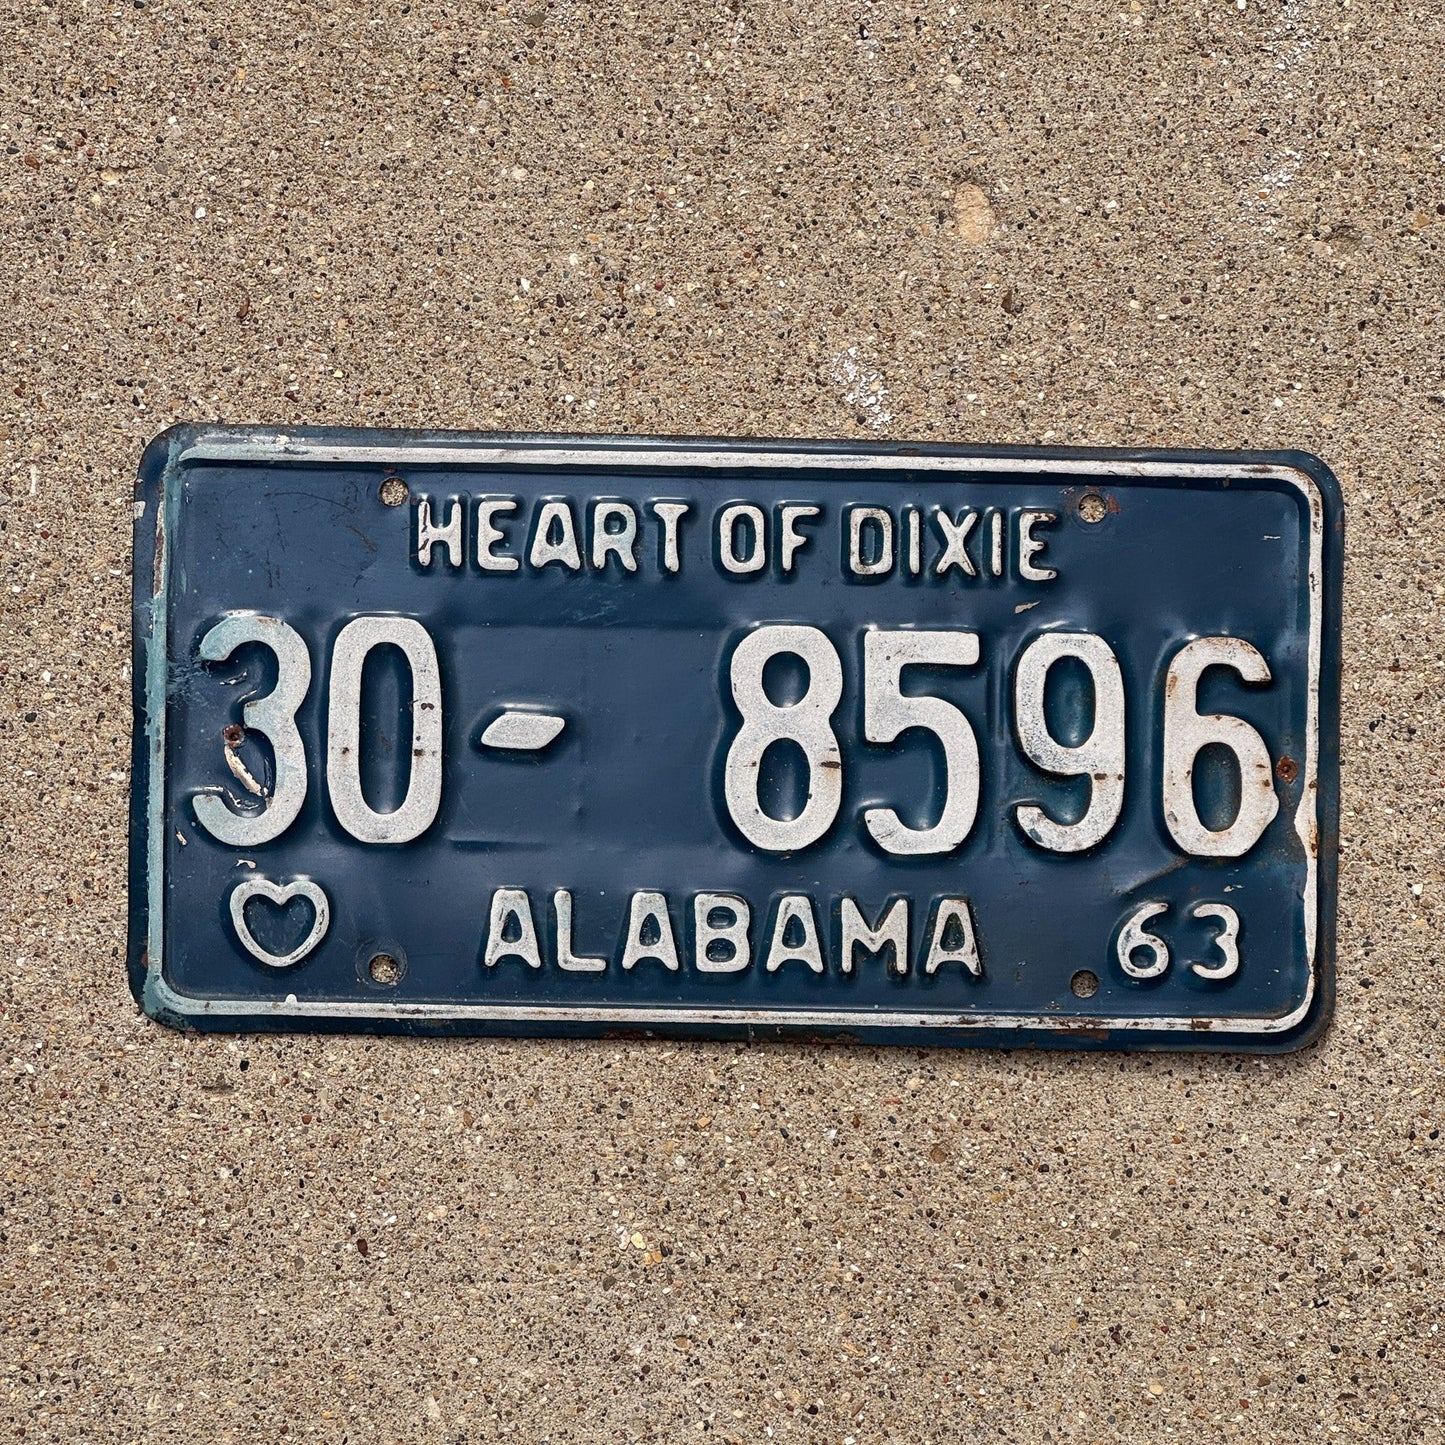 HEART OF DIXIE
30-8596
ALABAMA 63